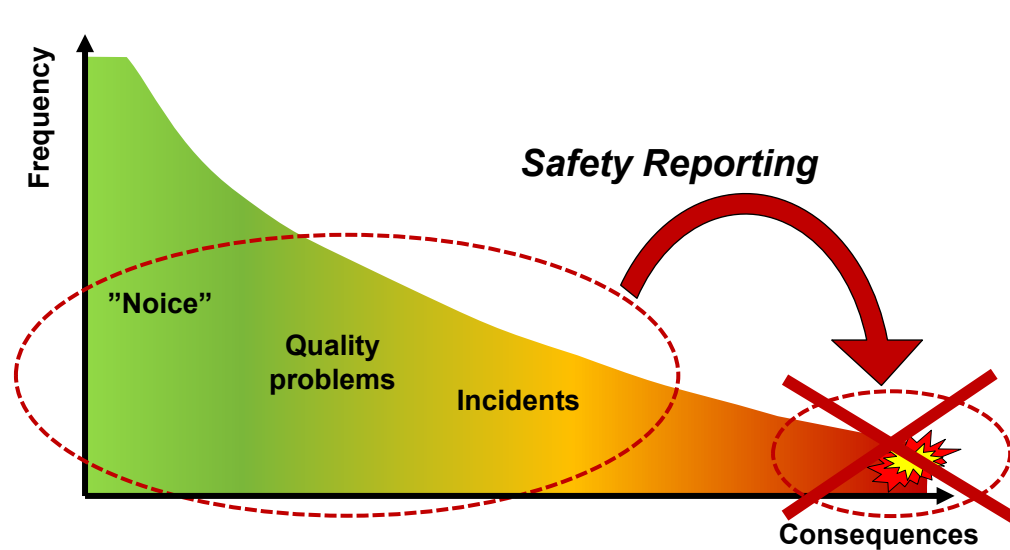 Frequency
Safety Reporting
”Noice”
Quality
problems
Incidents
Consequences